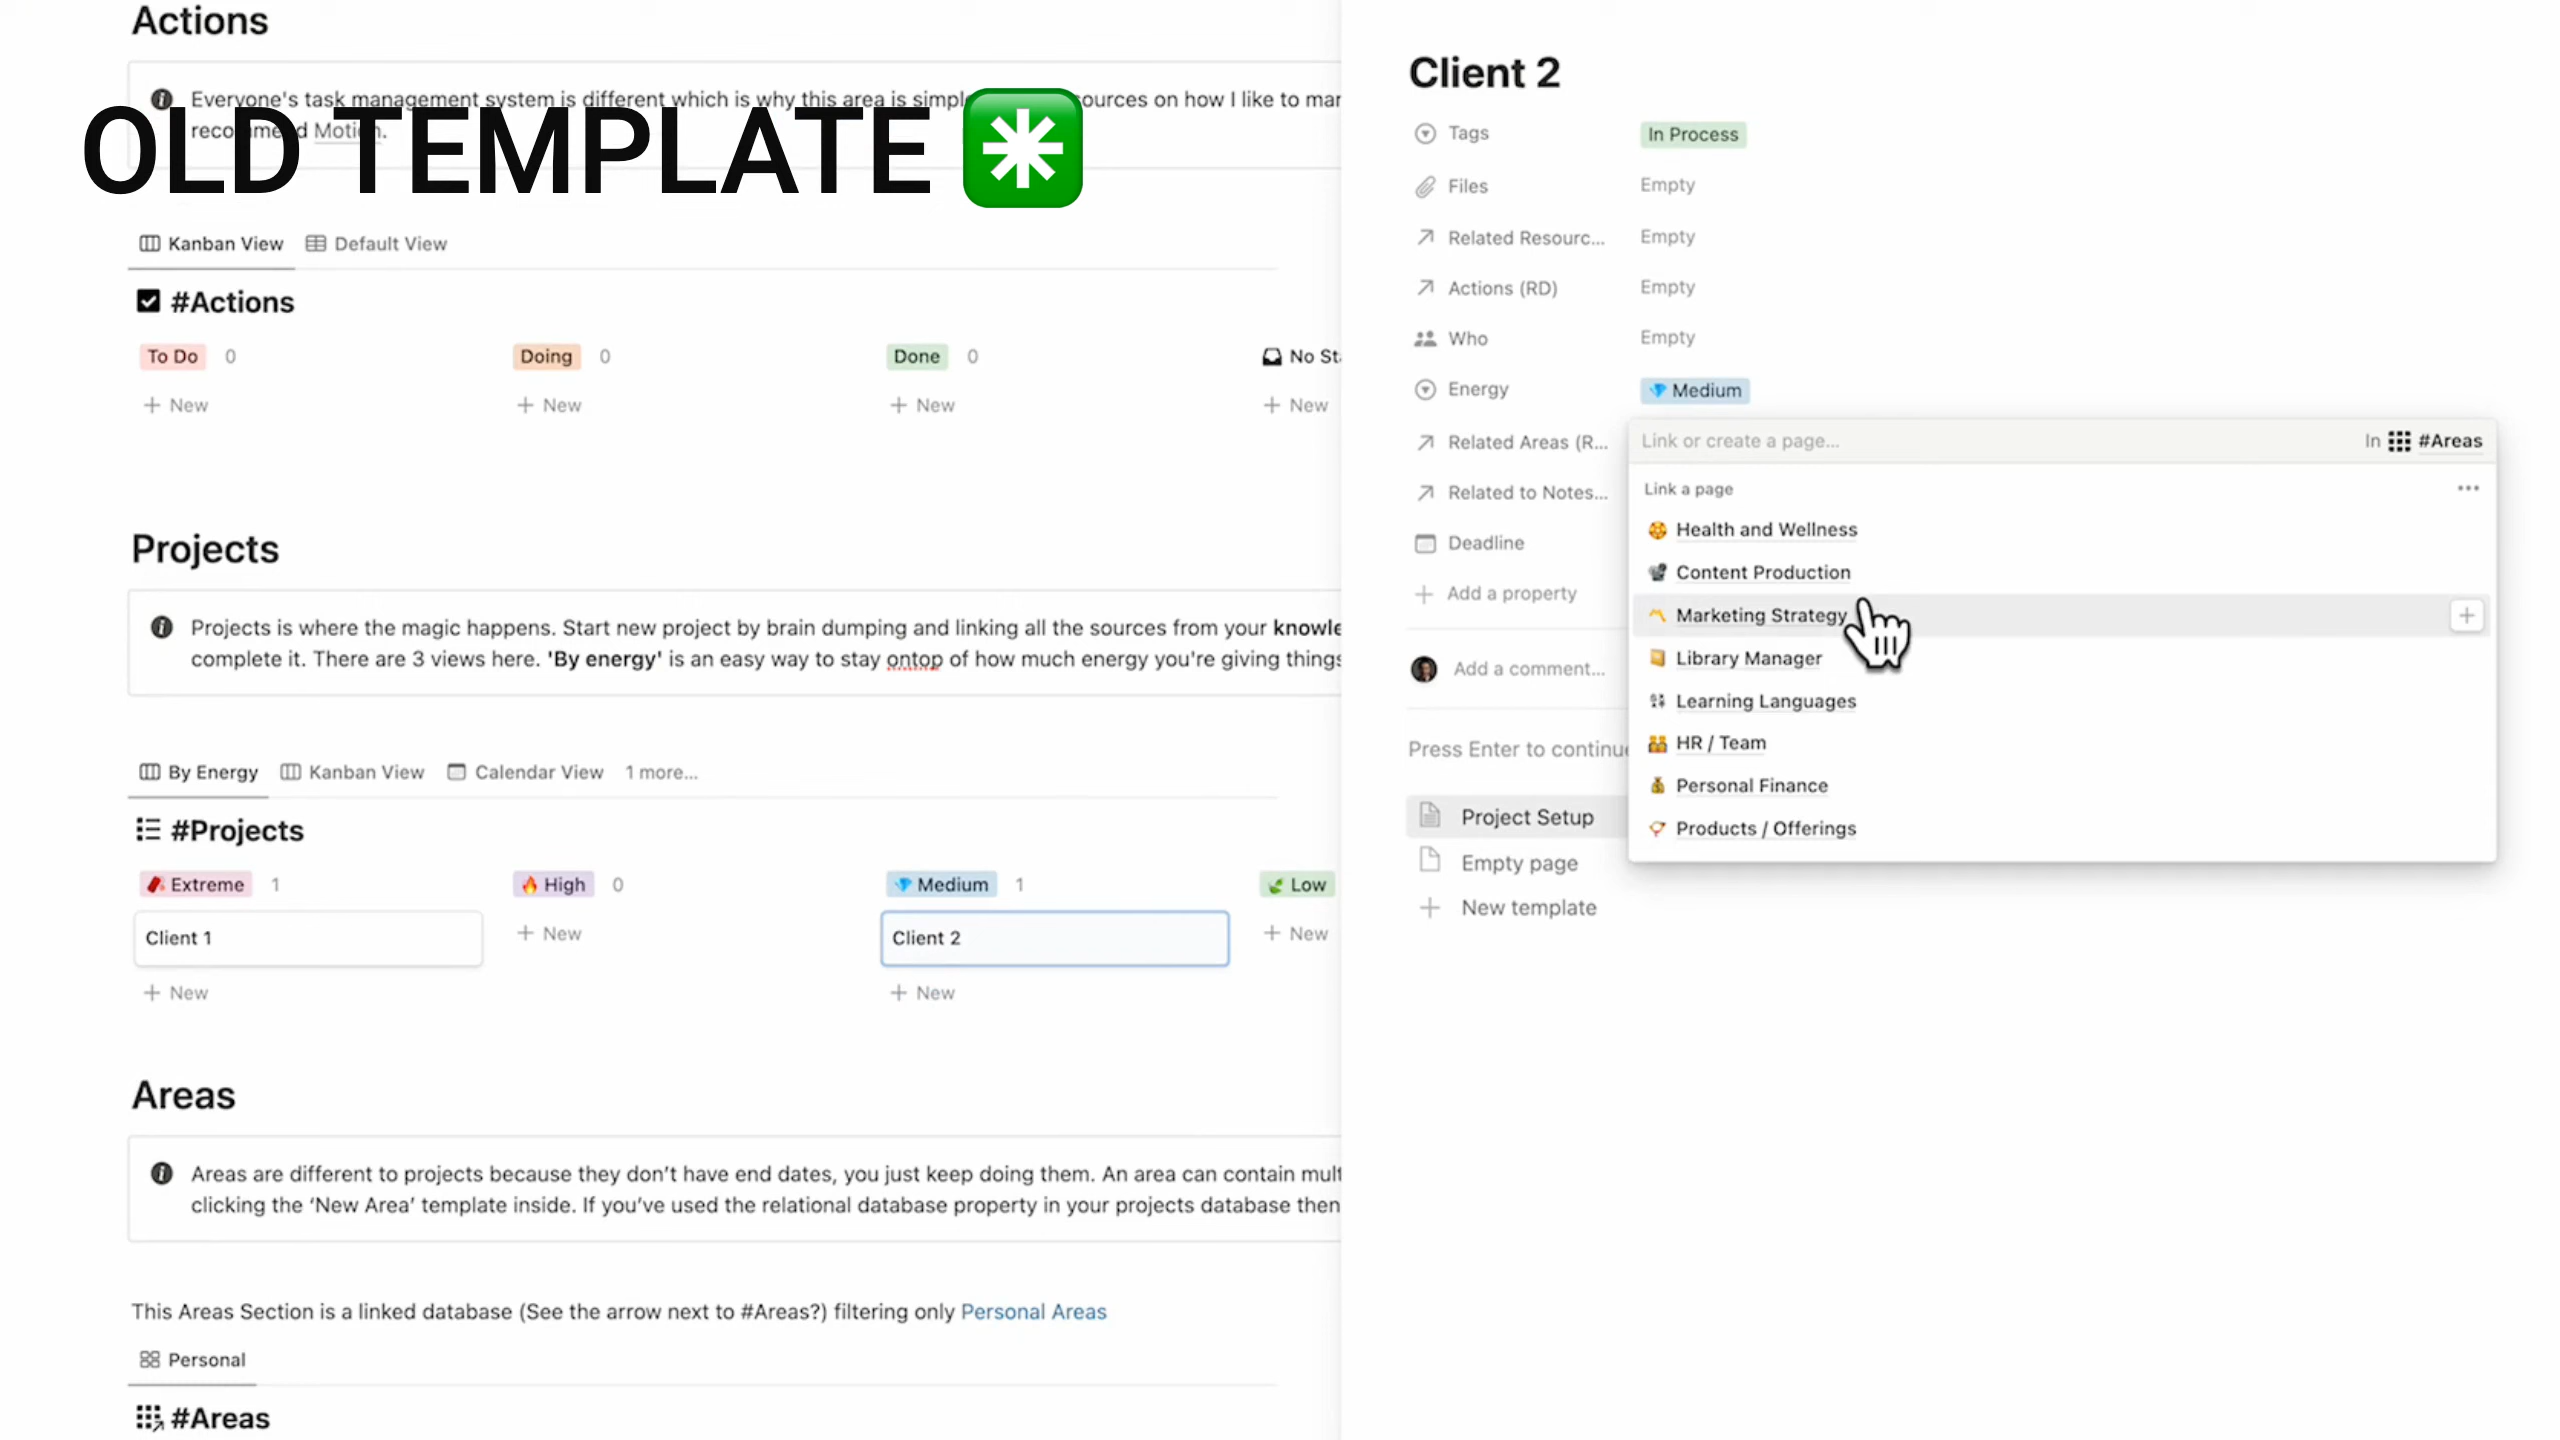 Actions
Everyone's task management system is different which is why this area is simpl ources on how I like to mar
recommend Motion.
OLD TEMPLATE
Kanban View Default View
#Actions
To Do 0 Doing 0 Done 0 No St
+ New + New + New + New
Projects
Projects is where the magic happens. Start new project by brain dumping and linking all the sources from your knowle
complete it. There are 3 views here. 'By energy' is an easy way to stay ontop of how much energy you're giving things
By Energy Kanban View Calendar View 1 more...
#Projects
Extreme 1 High 0 Medium 1 Low
Client 1 + New Client 2 + New
+ New + New
Areas
Areas are different to projects because they don't have end dates, you just keep doing them. An area can contain mult
clicking the ‘New Area’ template inside. If you've used the relational database property in your projects database then
This Areas Section is a linked database (See the arrow next to #Areas?) filtering only Personal Areas
Personal
#Areas
Client 2
Tags In Process
Files Empty
Related Resourc... Empty
Actions (RD) Empty
Who Empty
Energy Medium
Related Areas (R...
Related to Notes...
Deadline
+ Add a property
Add a comment...
Press Enter to continue
Project Setup
Empty page
+ New template
Link or create a page... In #Areas
Link a page
Health and Wellness
Content Production
Marketing Strategy
Library Manager
Learning Languages
HR / Team
Personal Finance
Products / Offerings